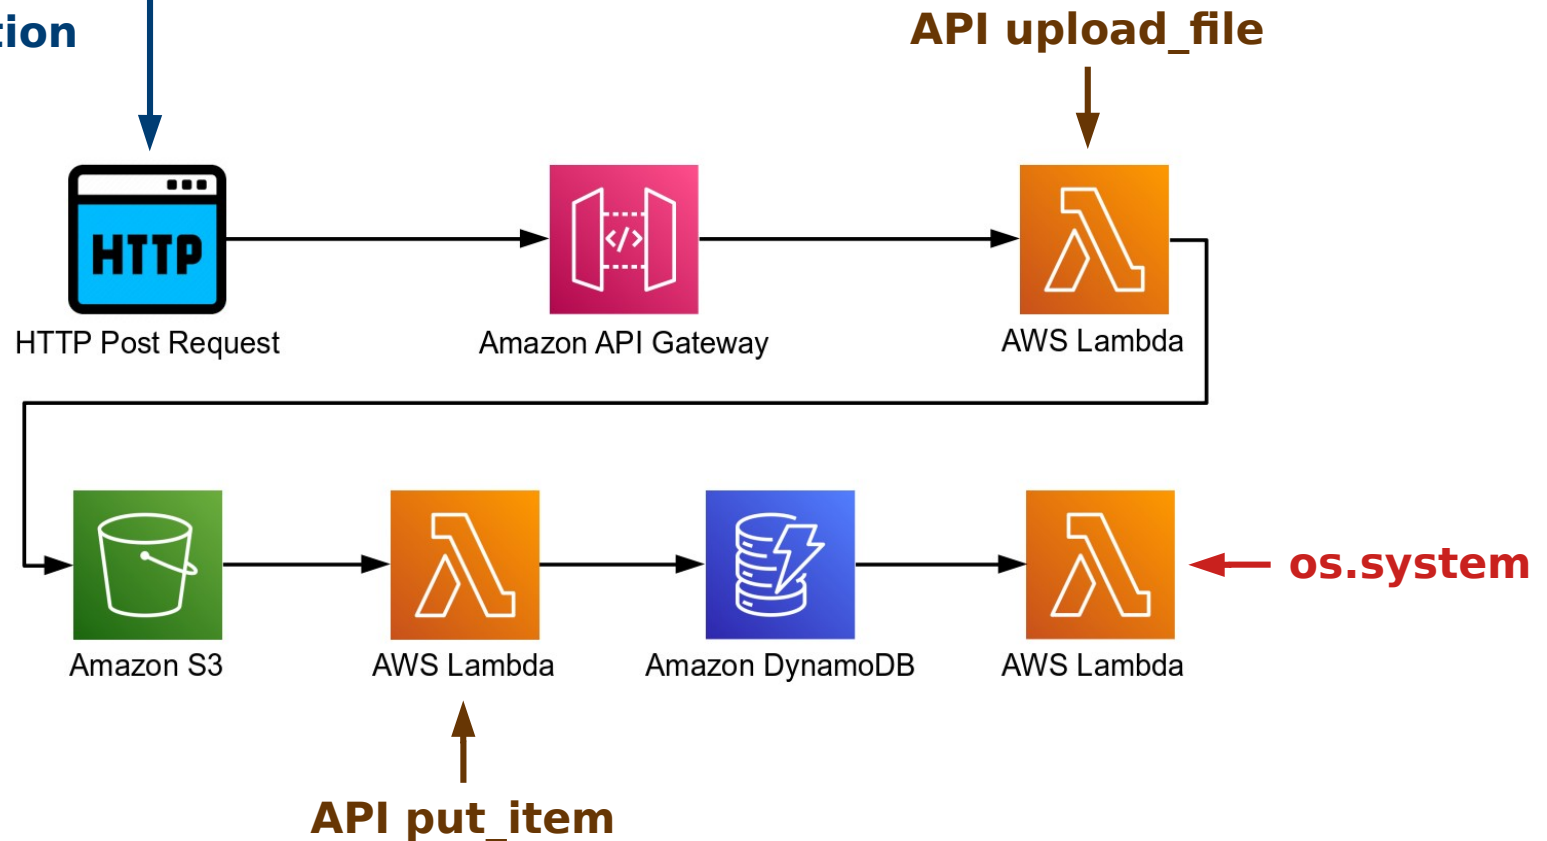 tion
API upload_file
HTTP
HTTP Post Request
</>
Amazon API Gateway
AWS Lambda
Amazon S3
AWS Lambda
Amazon DynamoDB
AWS Lambda
os.system
API put_item